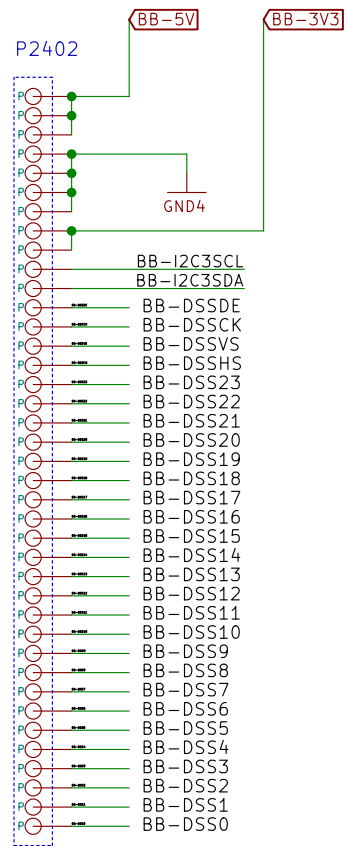 BB-5V
BB-3V3
P2402
P
P
P
P
P
P
P
GND4
P
P
P BB-I2C3SCL
P BB-I2C3SDA
P BB-DSSDE
P BB-DSSCK
P BB-DSSVS
P BB-DSSHS
P BB-DSS23
P BB-DSS22
P BB-DSS21
P BB-DSS20
P BB-DSS19
P BB-DSS18
P BB-DSS17
P BB-DSS16
P BB-DSS15
P BB-DSS14
P BB-DSS13
P BB-DSS12
P BB-DSS11
P BB-DSS10
P BB-DSS9
P BB-DSS8
P BB-DSS7
P BB-DSS6
P BB-DSS5
P BB-DSS4
P BB-DSS3
P BB-DSS2
P BB-DSS1
P BB-DSS0